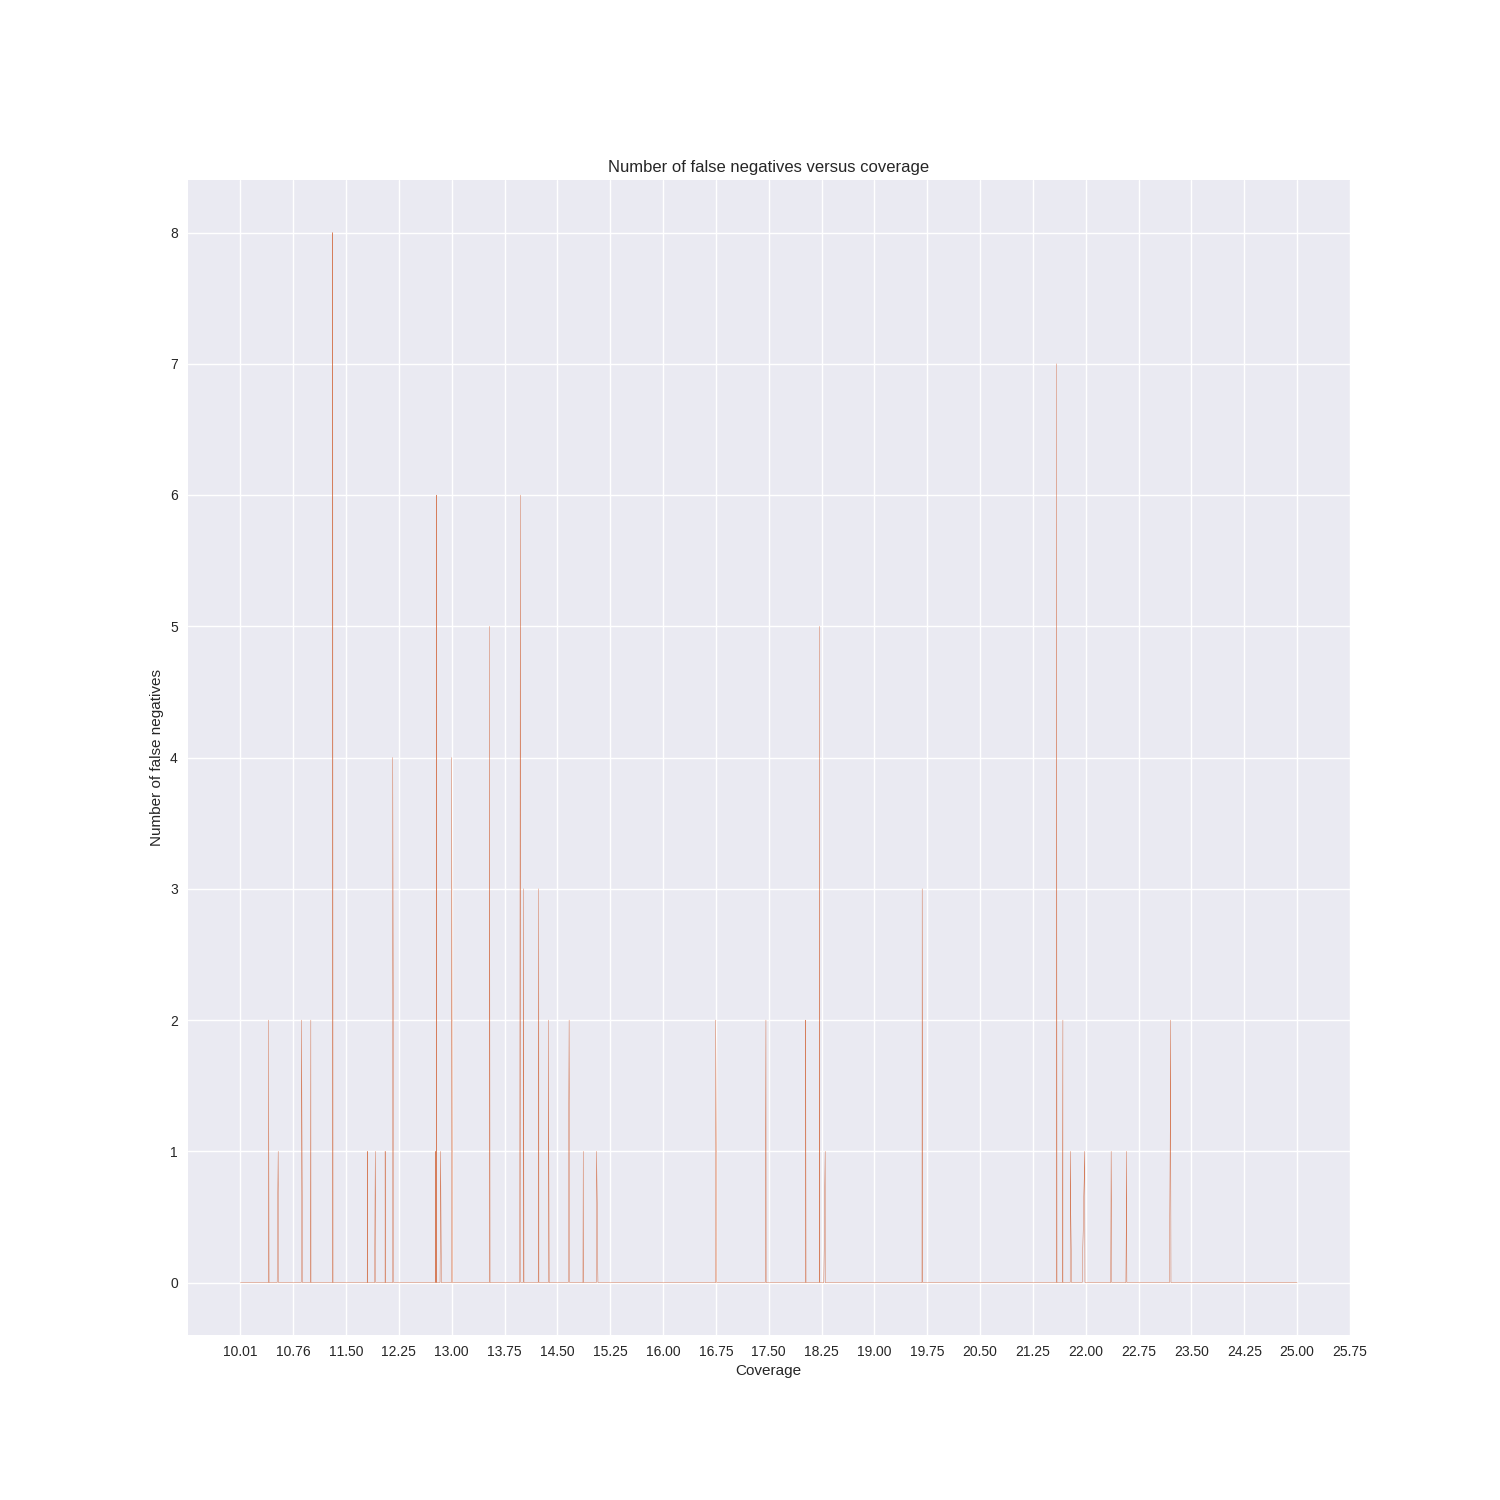 Number of false negatives versus coverage
8
7
6
5
4
3
2
1
0
Number of false negatives
10.01 10.76 11.50 12.25 13.00 13.75 14.50 15.25 16.00 16.75 17.50 18.25 19.00 19.75 20.50 21.25 22.00 22.75 23.50 24.25 25.00 25.75
Coverage